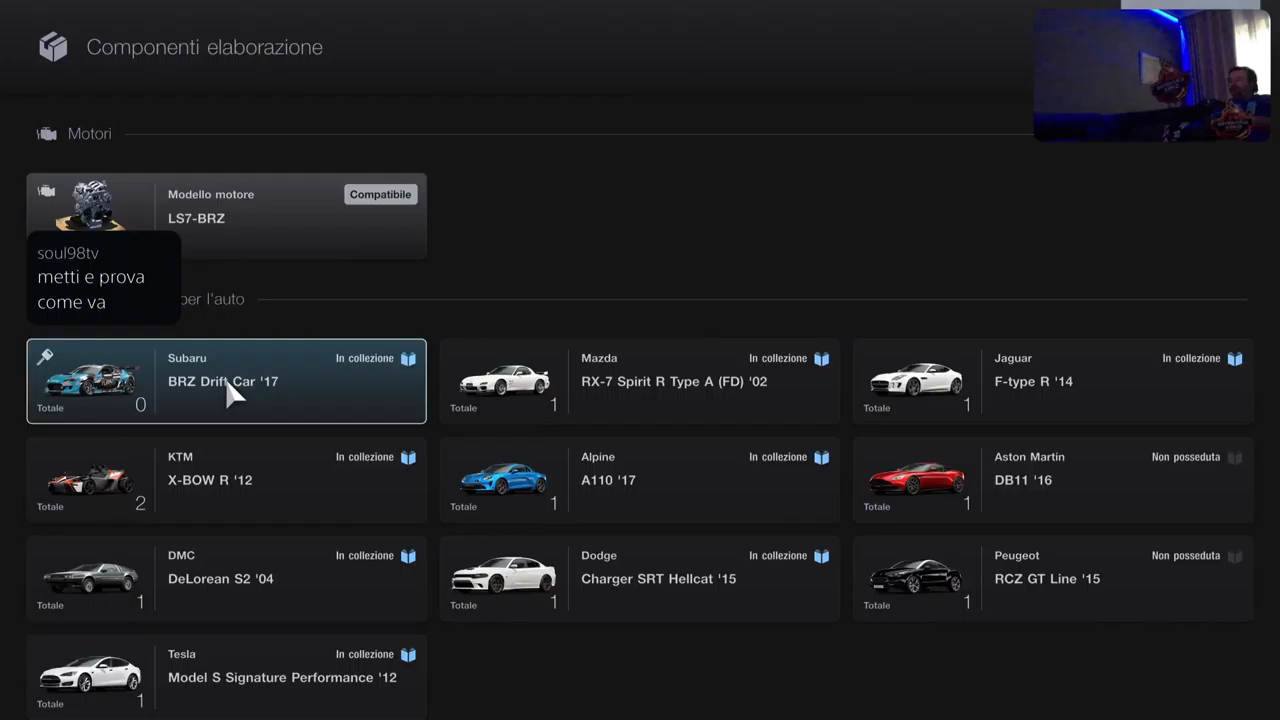 Componenti elaborazione
Motori
Modello motore
Compatibile
LS7-BRZ
soul98tv
metti e prova
come va
per l'auto
Subaru
In collezione
BRZ Drift Car '17
Totale
0
Mazda
In collezione
RX-7 Spirit R Type A (FD) '02
Totale
1
Jaguar
In collezione
F-type R '14
Totale
1
KTM
In collezione
X-BOW R '12
Totale
2
Alpine
In collezione
A110 '17
Totale
1
Aston Martin
Non posseduta
DB11 '16
Totale
1
DMC
In collezione
DeLorean S2 '04
Totale
1
Dodge
In collezione
Charger SRT Hellcat '15
Totale
1
Peugeot
Non posseduta
RCZ GT Line '15
Totale
1
Tesla
In collezione
Model S Signature Performance '12
Totale
1